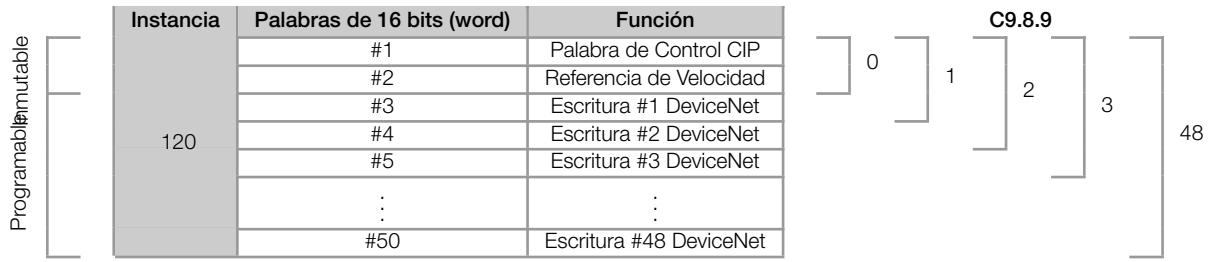 Instancia Palabras de 16 bits (word) Función C9.8.9
Inmutable
Programable
120
#1 Palabra de Control CIP
#2 Referencia de Velocidad
#3 Escritura #1 DeviceNet
#4 Escritura #2 DeviceNet
#5 Escritura #3 DeviceNet
. .
. .
. .
#50 Escritura #48 DeviceNet
0
1
2
3
48